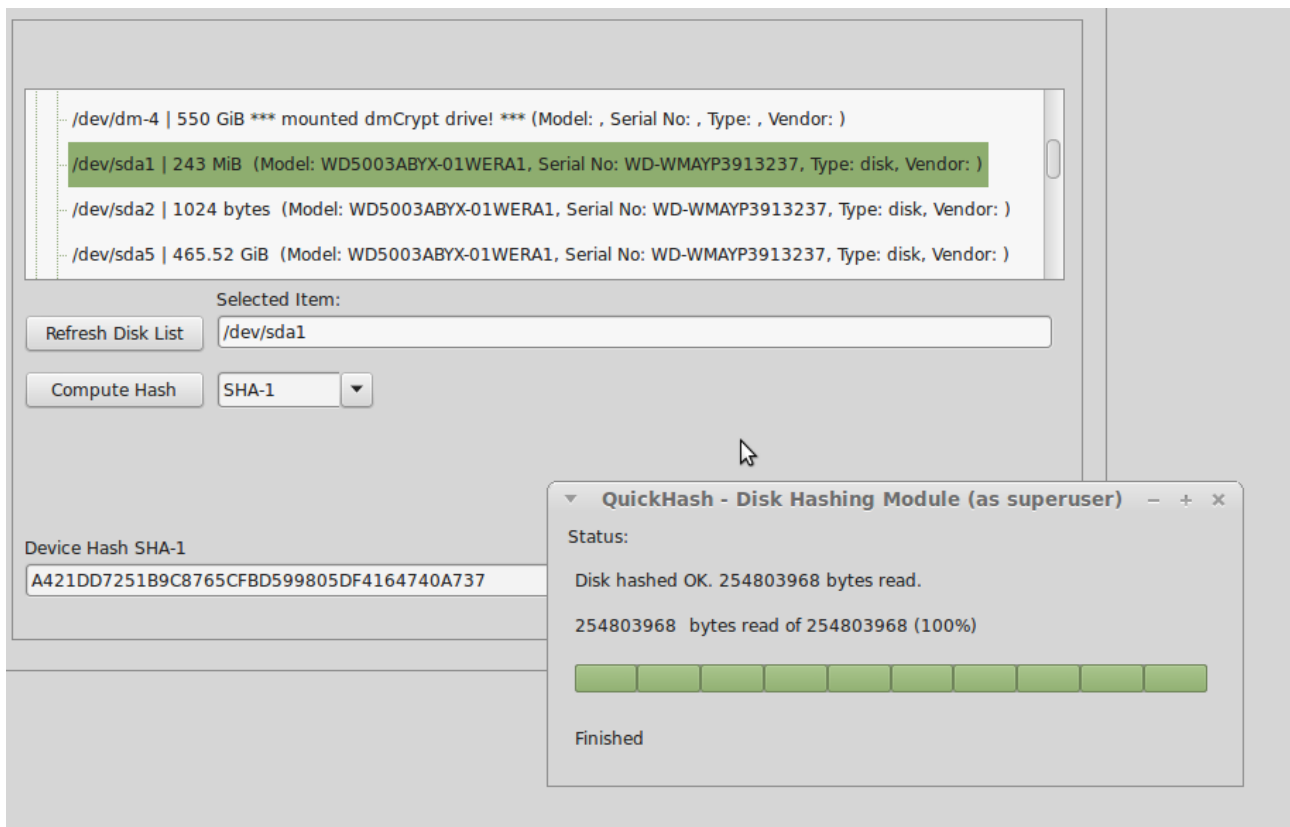 /dev/dm-4 | 550 GiB *** mounted dmCrypt drive! *** (Model: , Serial No: , Type: , Vendor: )
/dev/sda1 | 243 MiB (Model: WD5003ABYX-01WERA1, Serial No: WD-WMAYP3913237, Type: disk, Vendor: )
/dev/sda2 | 1024 bytes (Model: WD5003ABYX-01WERA1, Serial No: WD-WMAYP3913237, Type: disk, Vendor: )
/dev/sda5 | 465.52 GiB (Model: WD5003ABYX-01WERA1, Serial No: WD-WMAYP3913237, Type: disk, Vendor: )
Selected Item:
Refresh Disk List /dev/sda1
Compute Hash SHA-1
Device Hash SHA-1
A421DD7251B9C8765CFBD599805DF4164740A737
QuickHash - Disk Hashing Module (as superuser)
Status:
Disk hashed OK. 254803968 bytes read.
254803968 bytes read of 254803968 (100%)
Finished